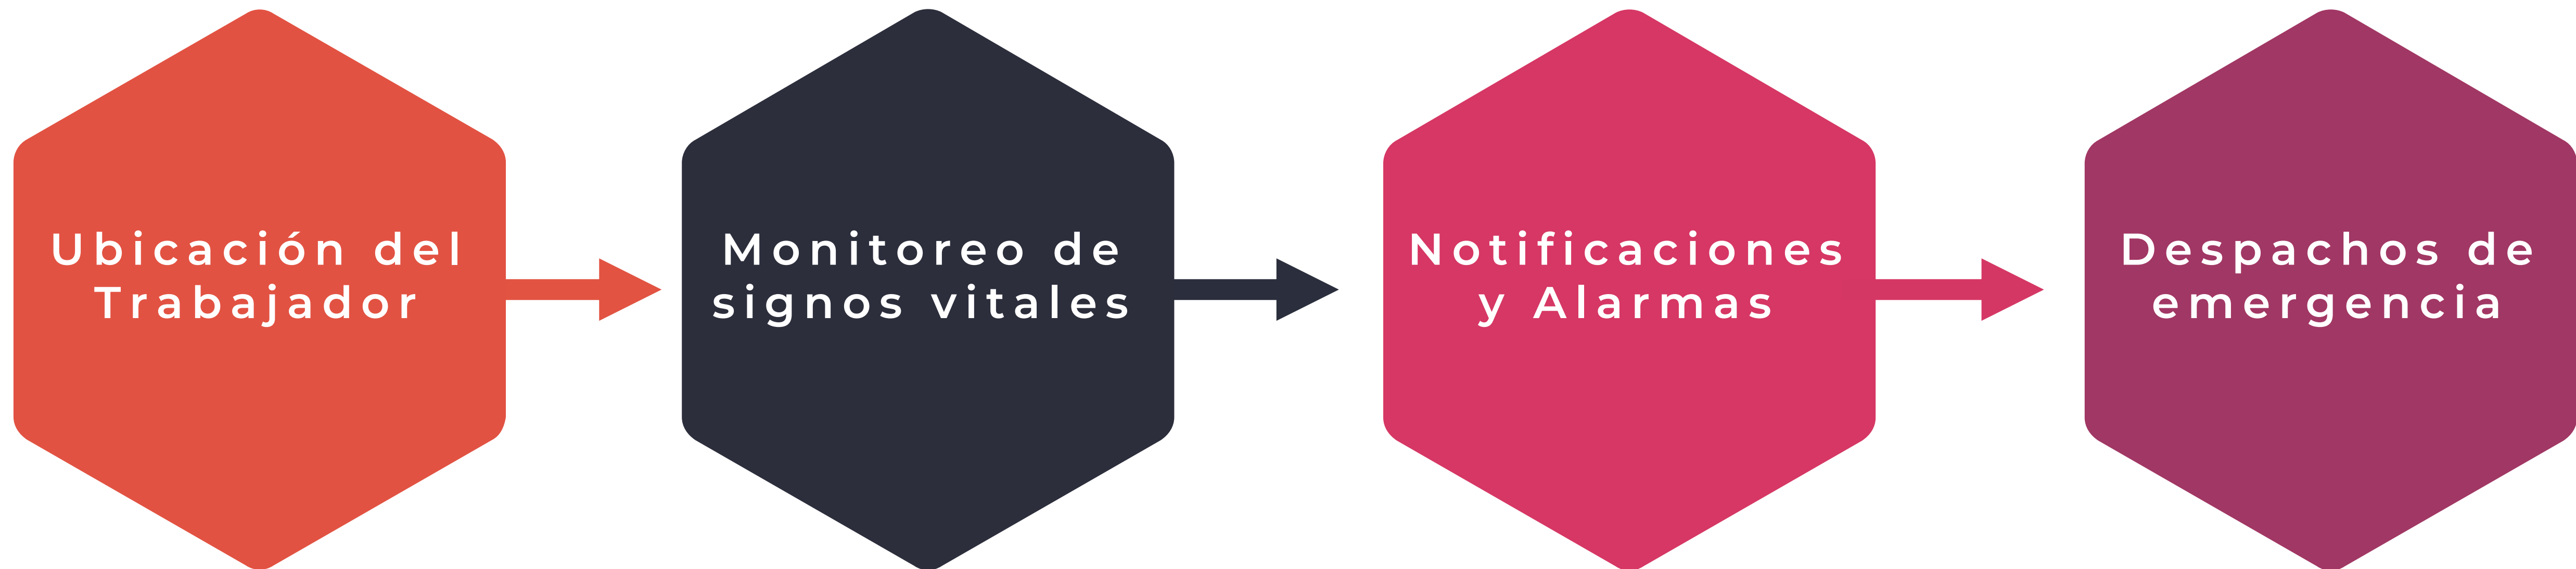 Ubicación del
Trabajador
Monitoreo de
signos vitales
Notificaciones
y Alarmas
Despachos de
emergencia